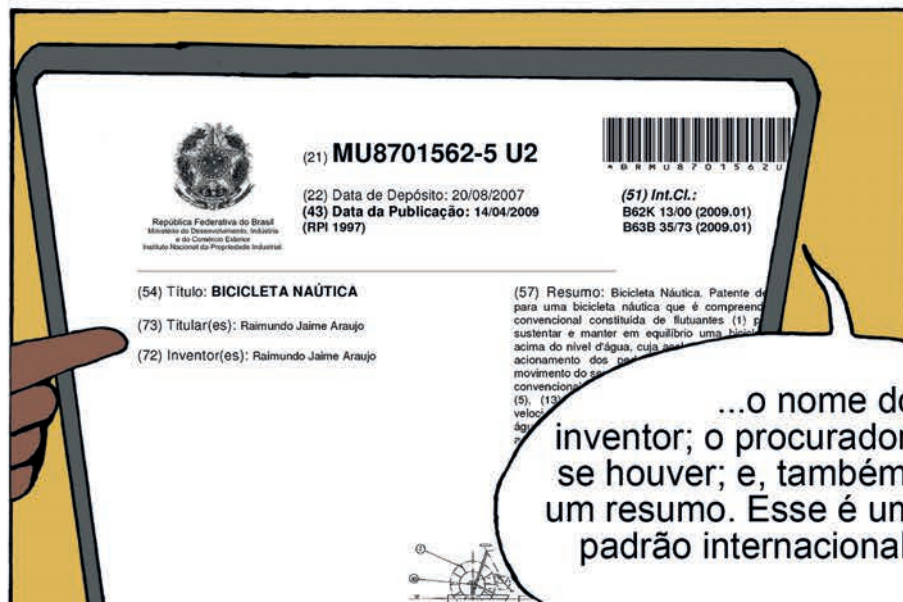 (21) MU8701562-5 U2
*BRMU8701562U
(22) Data de Depósito: 20/08/2007
(43) Data da Publicação: 14/04/2009
(RPI 1997)
(51) Int.Cl.:
B62K 13/00 (2009.01)
B63B 35/73 (2009.01)
República Federativa do Brasil
Ministério do Desenvolvimento, Indústria
e do Comércio Exterior
Instituto Nacional da Propriedade Industrial
(54) Título: BICICLETA NAÚTICA
(73) Titular(es): Raimundo Jaime Araujo
(72) Inventor(es): Raimundo Jaime Araujo
(57) Resumo: Bicicleta Náutica. Patente de
para uma bicicleta náutica que é
convencional constituída de flutuantes (1)
sustentar e manter em equilíbrio uma
acima do nível d'água, cuja
acionamento dos
movimento do
convencional
(5), (13)
...o nome
inventor; o procurador
se houver; e, também
um resumo. Esse é
padrão internacional